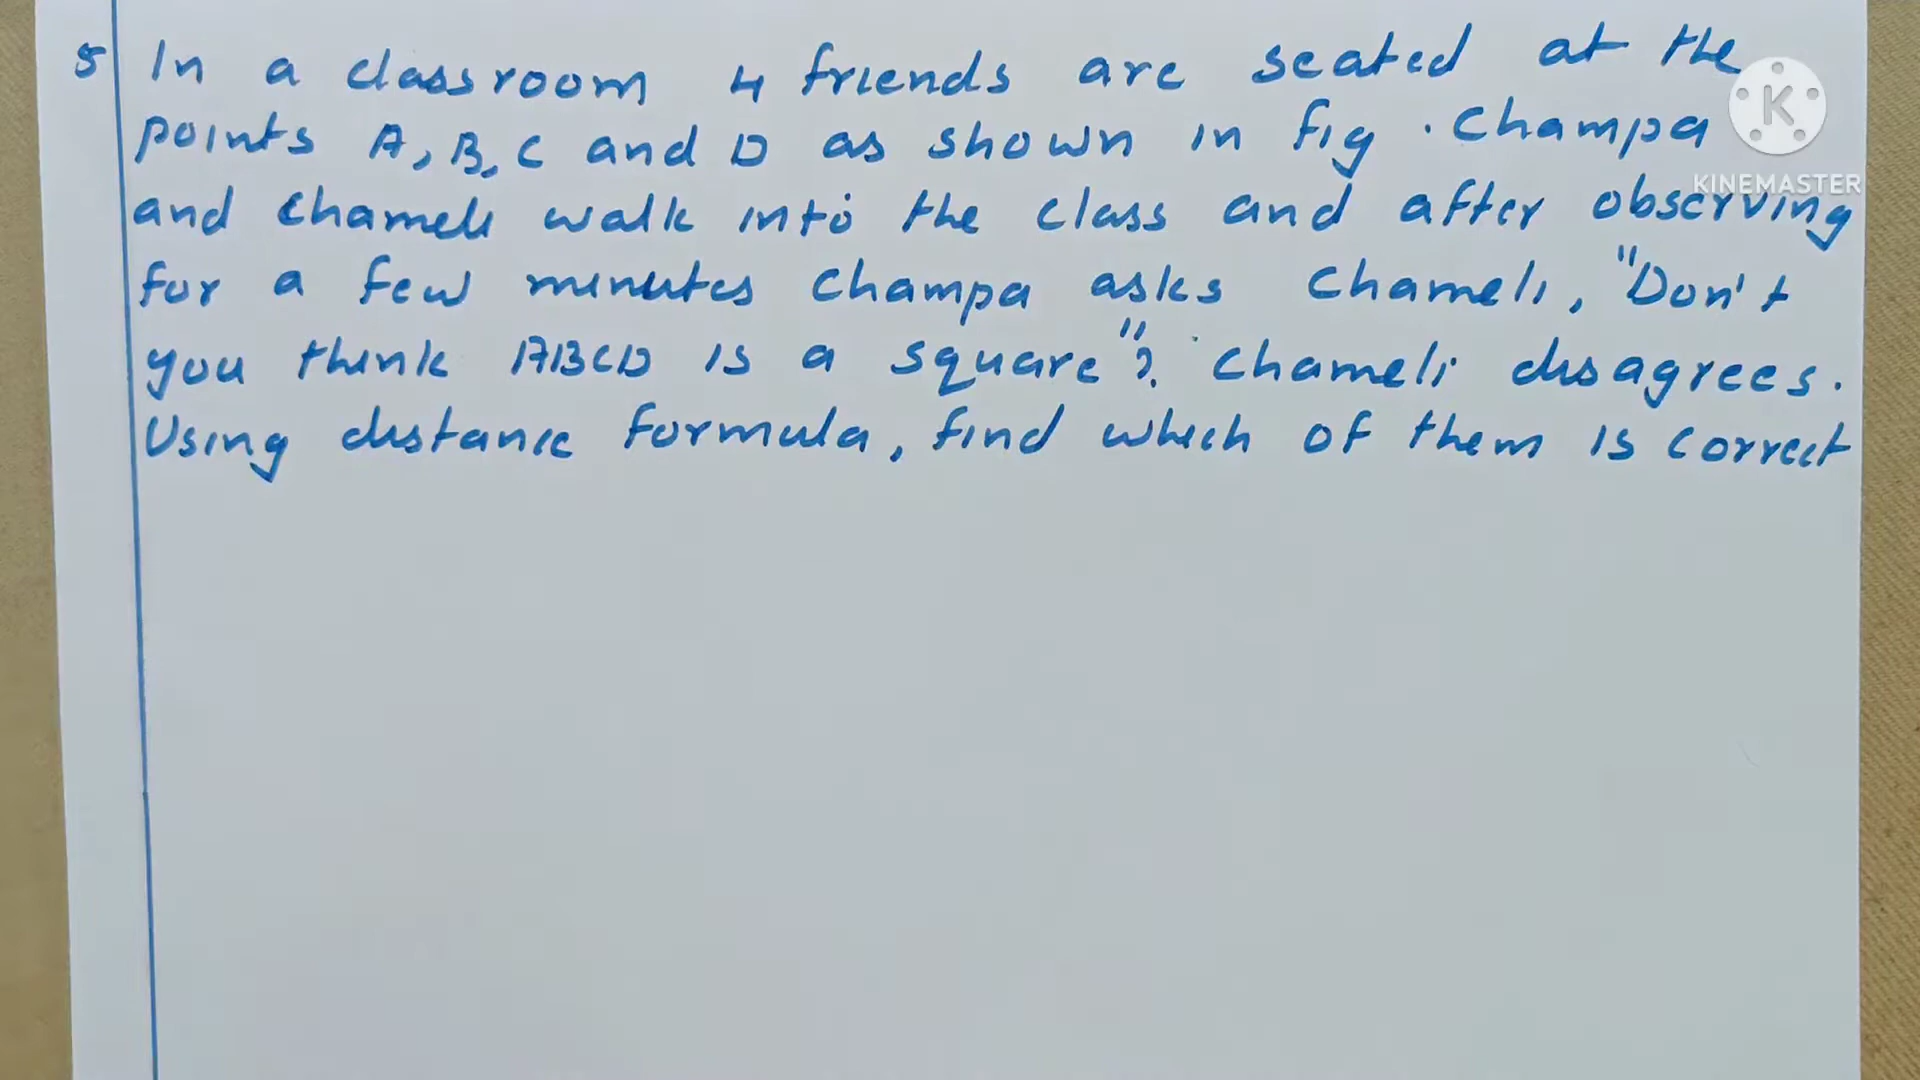 5 In a classroom 4 friends are seated at the
points A, B, C and D as shown in fig . Champa
K
KINEMASTER
and Chameli walk into the class and after observing
for a few minutes Champa asks Chameli, "Don't
you think ABCD is a square"? Chameli disagrees.
Using distance formula, find which of them is correct